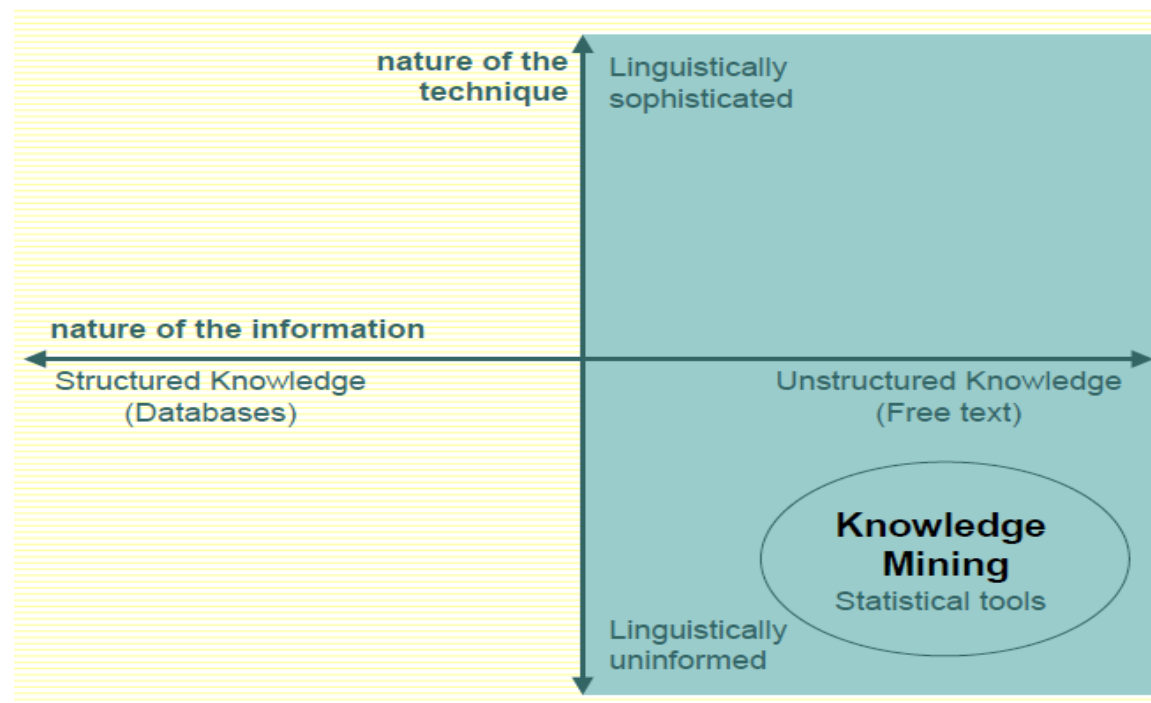 nature of the
technique
Linguistically
sophisticated
nature of the information
Structured Knowledge
(Databases)
Unstructured Knowledge
(Free text)
Knowledge
Mining
Statistical tools
Linguistically
uninformed